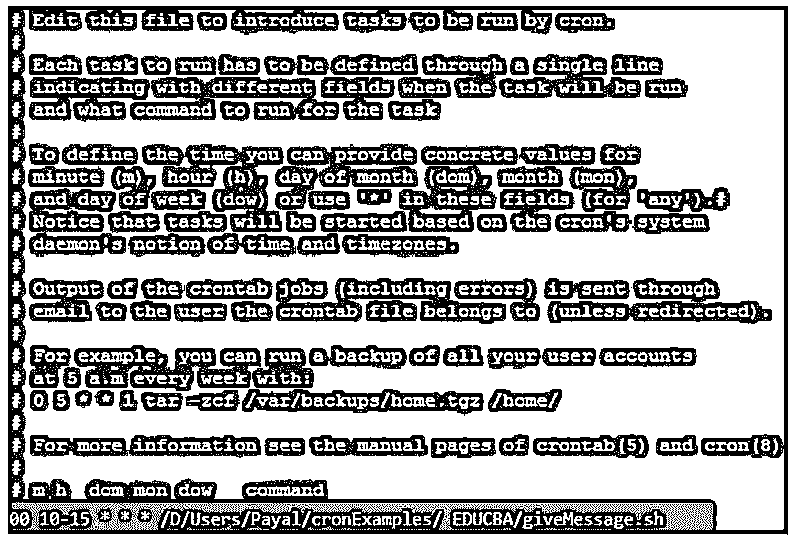 # Edit this file to introduce tasks to be run by cron.
#
# Each task to run has to be defined through a single line
# indicating with different fields when the task will be run
# and what command to run for the task
#
# To define the time you can provide concrete values for
# minute (m), hour (h), day of month (dom), month (mon),
# and day of week (dow) or use '*' in these fields (for 'any').#
# Notice that tasks will be started based on the cron's system
# daemon's notion of time and timezones.
#
# Output of the crontab jobs (including errors) is sent through
# email to the user the crontab file belongs to (unless redirected).
#
# For example, you can run a backup of all your user accounts
# at 5 a.m every week with:
# 0 5 * * 1 tar -zcf /var/backups/home.tgz /home/
#
# For more information see the manual pages of crontab(5) and cron(8)
#
# m h dom mon dow command
00 10-15 * * * /D/Users/Payal/cronExamples/ EDUCBA/giveMessage.sh